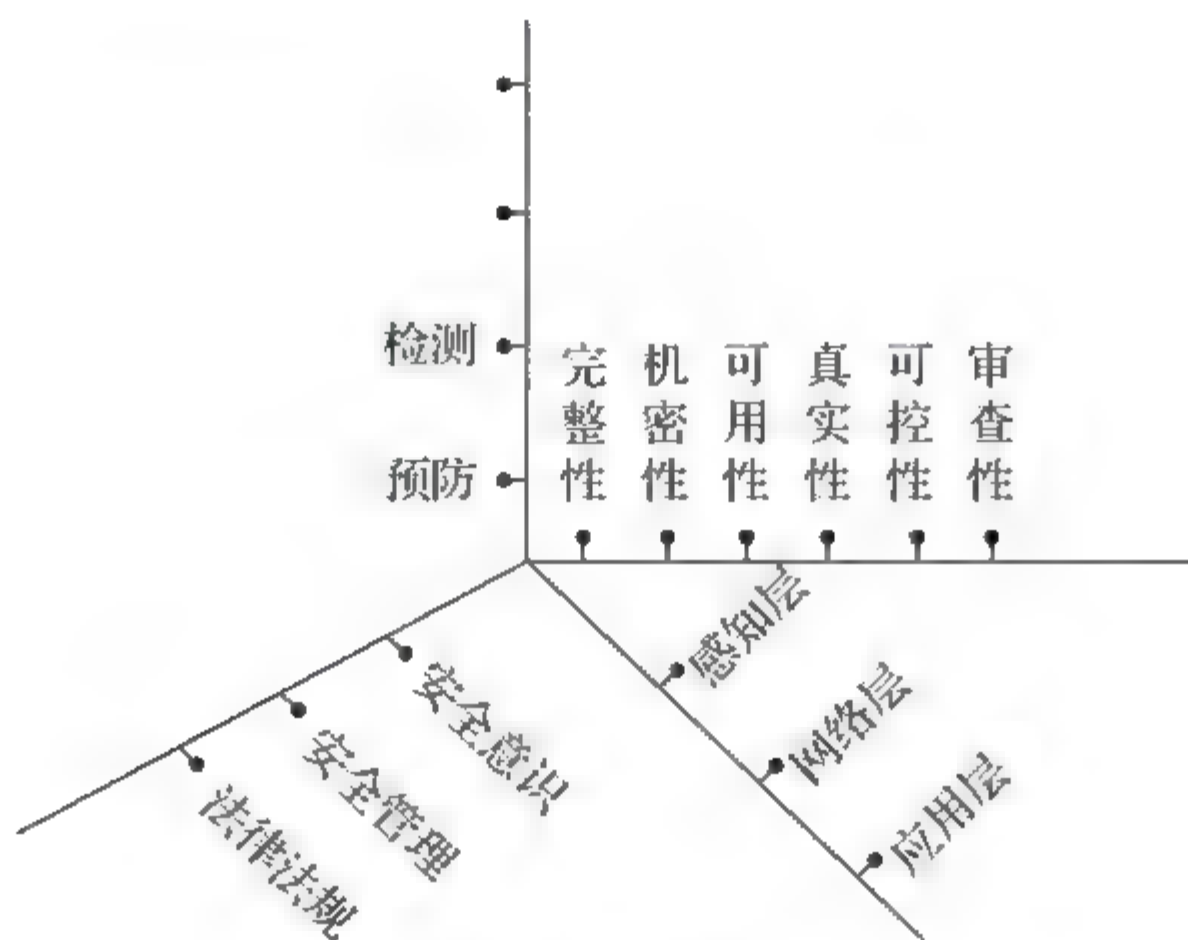 检测
预防
完整性
机密性
可用性
真实性
可控性
审查性
感知层
网络层
应用层
安全意识
安全管理
法律法规